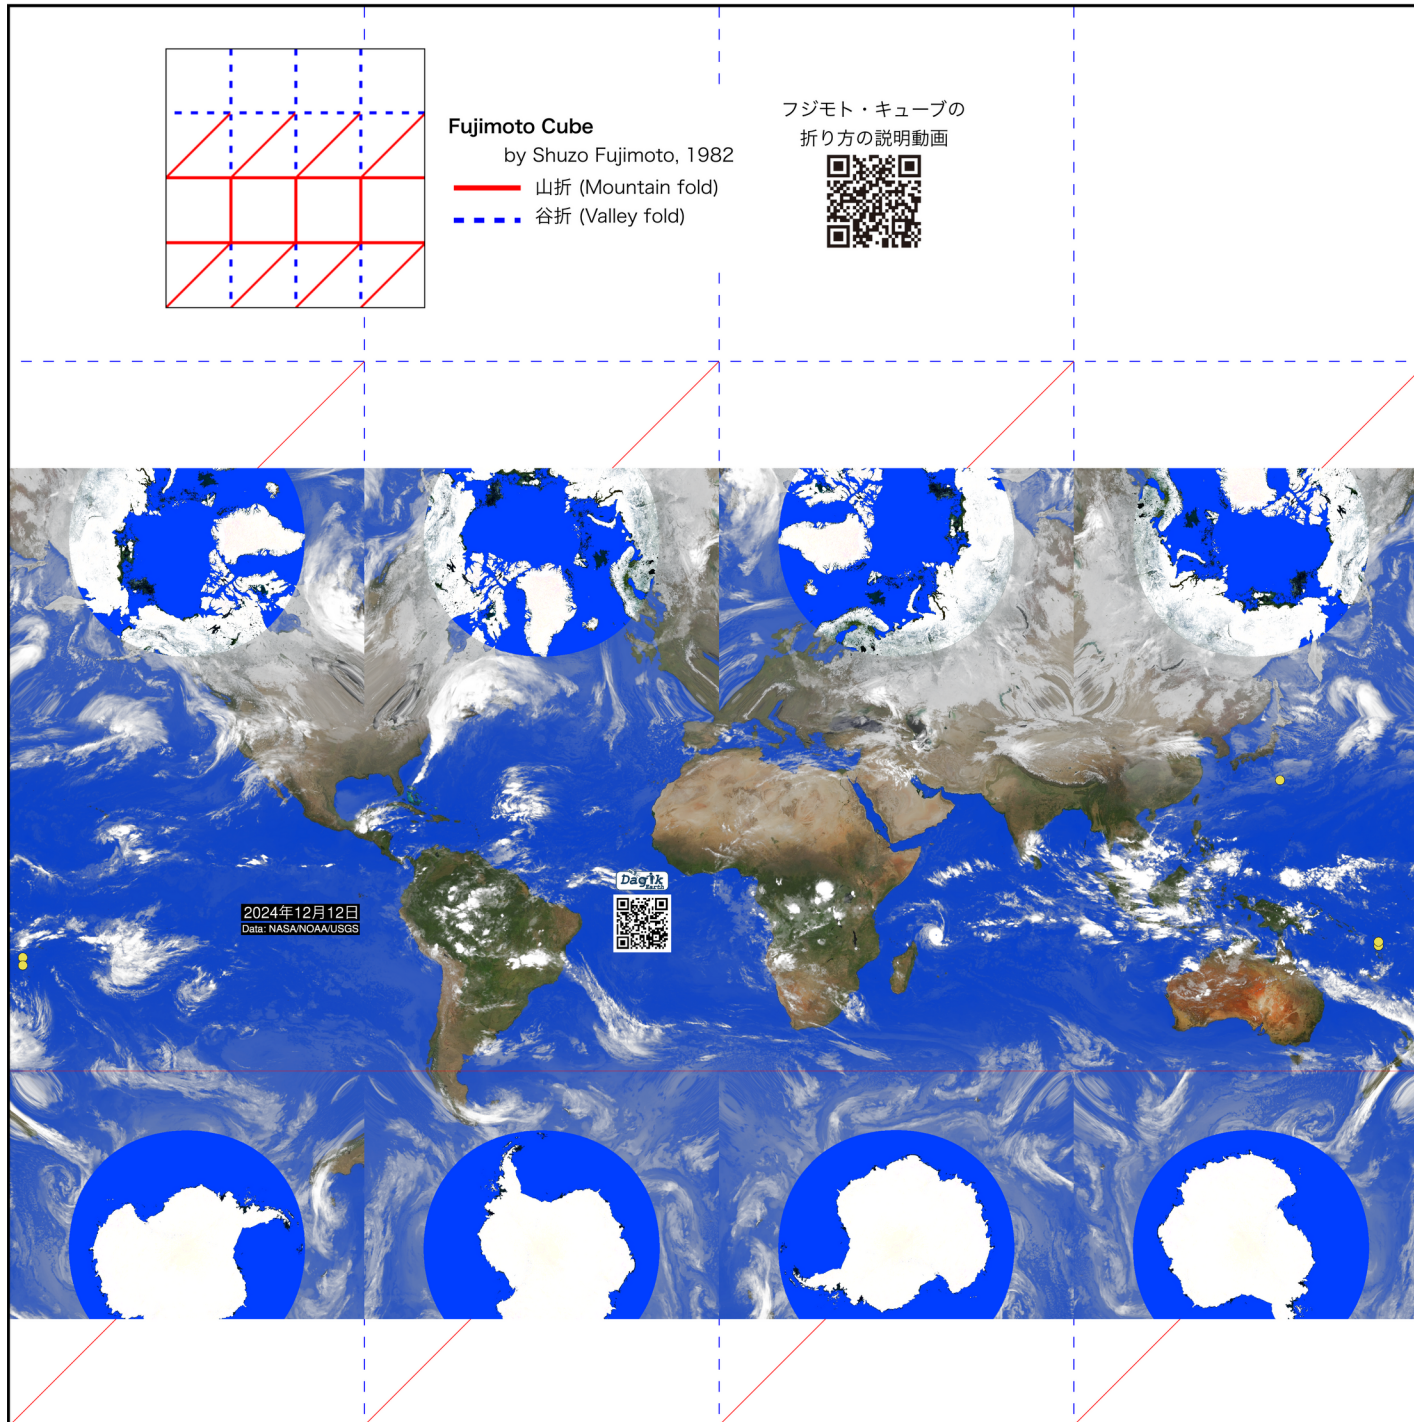 Fujimoto Cube
by Shuzo Fujimoto, 1982
山折 (Mountain fold)
谷折 (Valley fold)
フジモト・キューブの
折り方の説明動画
Dagik
Earth
2024年12月12日
Data: NASA/NOAA/USGS